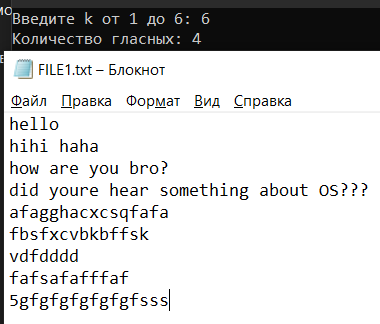 Введите k от 1 до 6: 6
Количество гласных: 4
FILE1.txt – Блокнот
Файл Правка Формат Вид Справка
hello
hihi haha
how are you bro?
did youre hear something about OS???
afagghacxcsqfafa
fbsfxcvbkbffsk
vdfdddd
fafsafafffaf
5gfgfgfgfgfgfsss